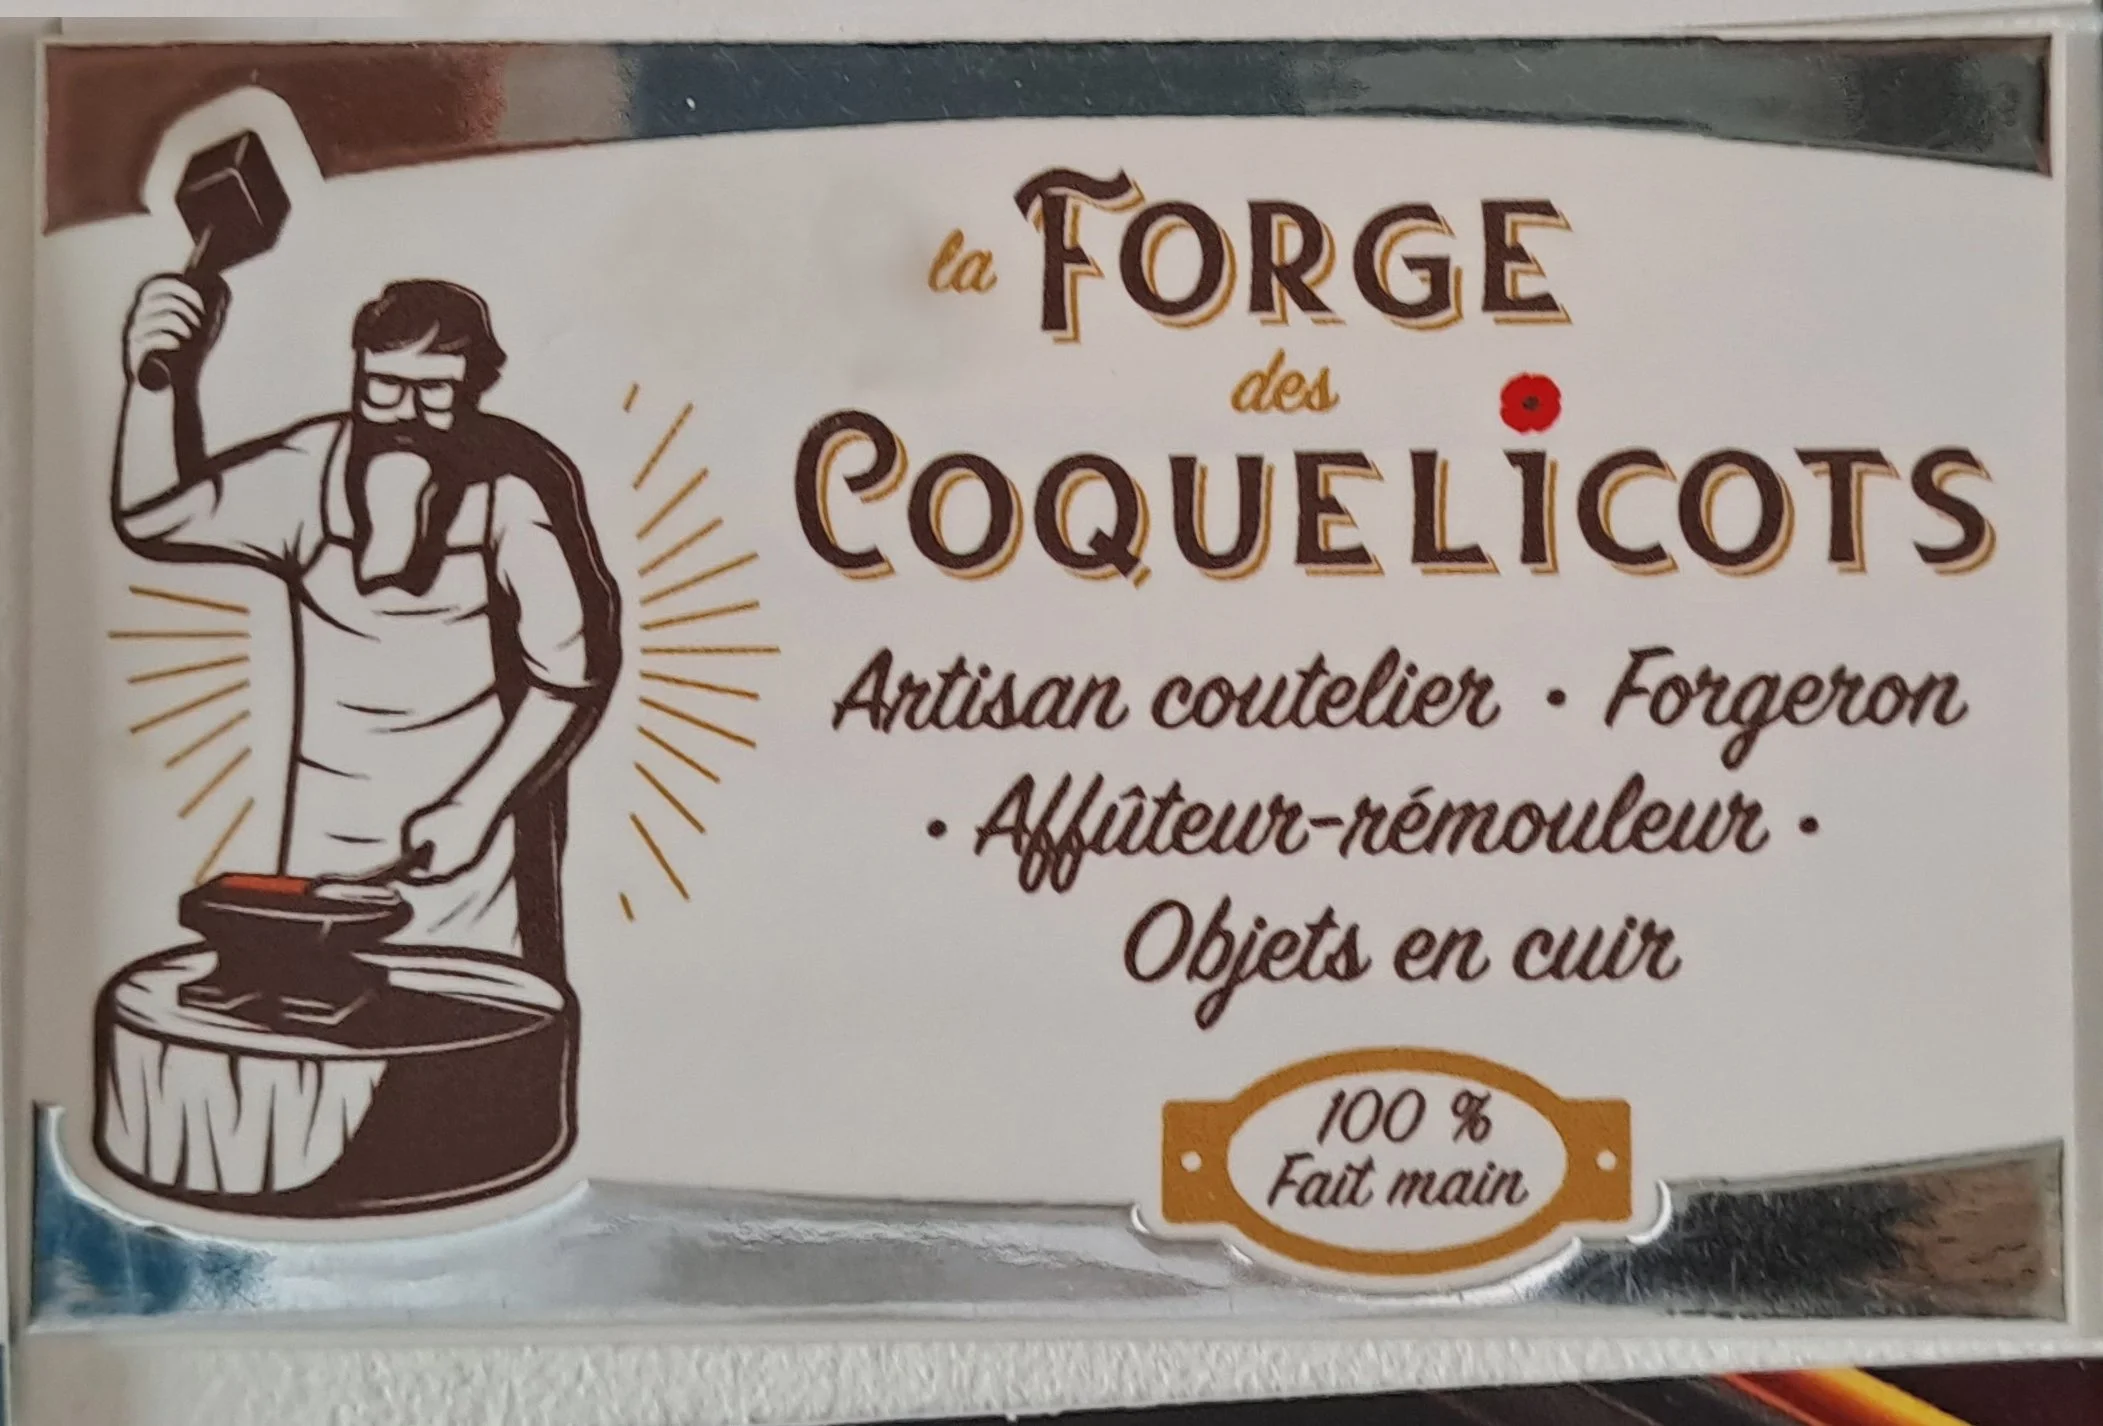 la FORGE
des
COQUELiCOTS
Artisan coutelier • Forgeron
• Affûteur-rémouleur •
Objets en cuir
100 %
Fait main